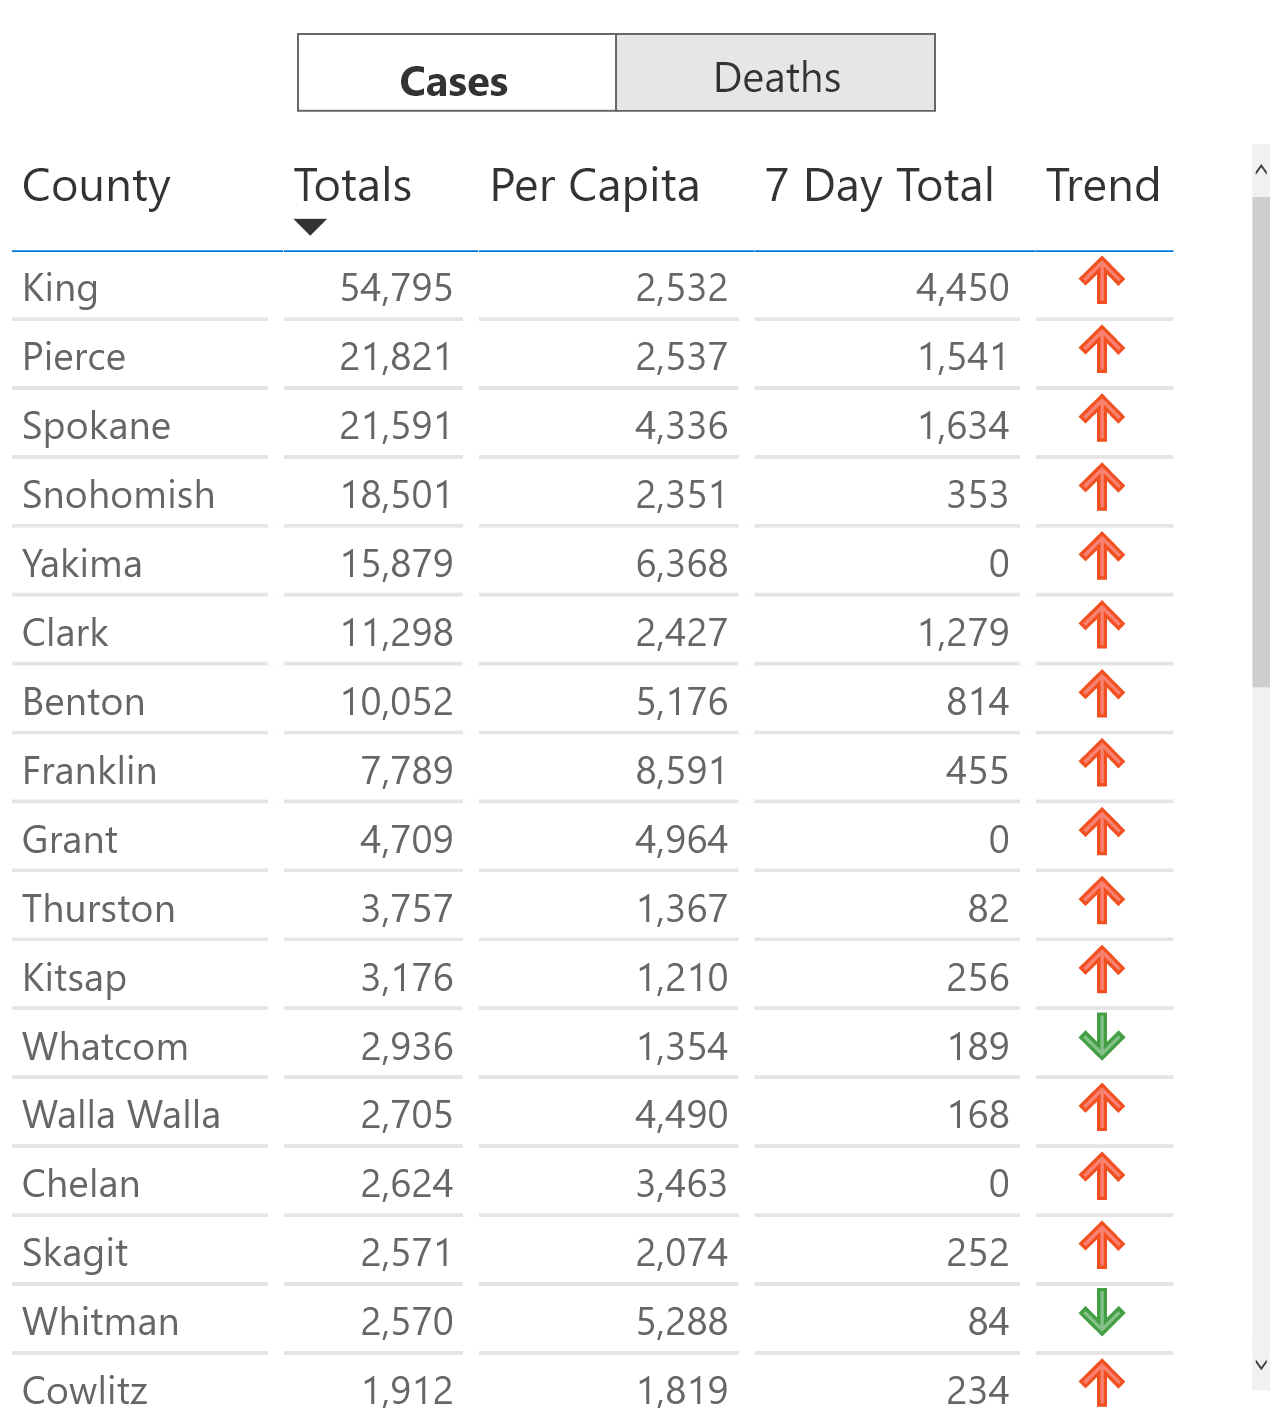 Cases Deaths
County Totals Per Capita 7 Day Total Trend
King 54,795 2,532 4,450
Pierce 21,821 2,537 1,541
Spokane 21,591 4,336 1,634
Snohomish 18,501 2,351 353
Yakima 15,879 6,368 0
Clark 11,298 2,427 1,279
Benton 10,052 5,176 814
Franklin 7,789 8,591 455
Grant 4,709 4,964 0
Thurston 3,757 1,367 82
Kitsap 3,176 1,210 256
Whatcom 2,936 1,354 189
Walla Walla 2,705 4,490 168
Chelan 2,624 3,463 0
Skagit 2,571 2,074 252
Whitman 2,570 5,288 84
Cowlitz 1,912 1,819 234